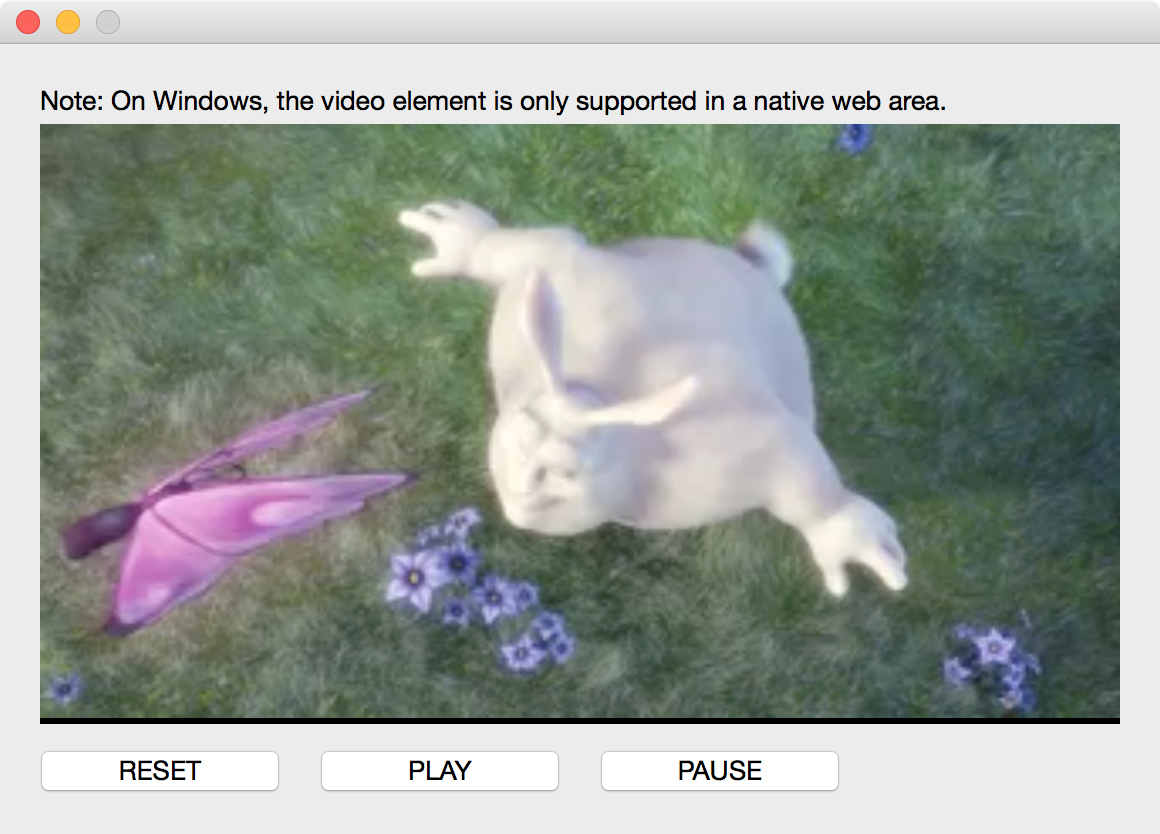 Note: On Windows, the video element is only supported in a native web area.
RESET
PLAY
PAUSE